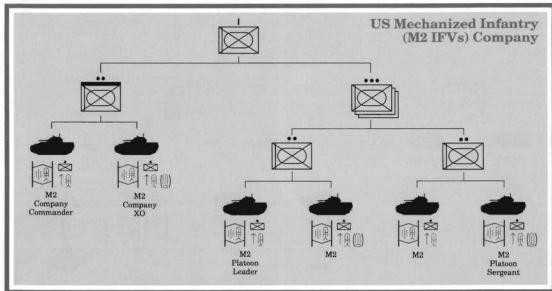 US Mechanized Infantry
(M2 IFVs) Company
M2
Company
Commander
M2
Company
XO
M2
Platoon
Leader
M2
M2
M2
Platoon
Sergeant